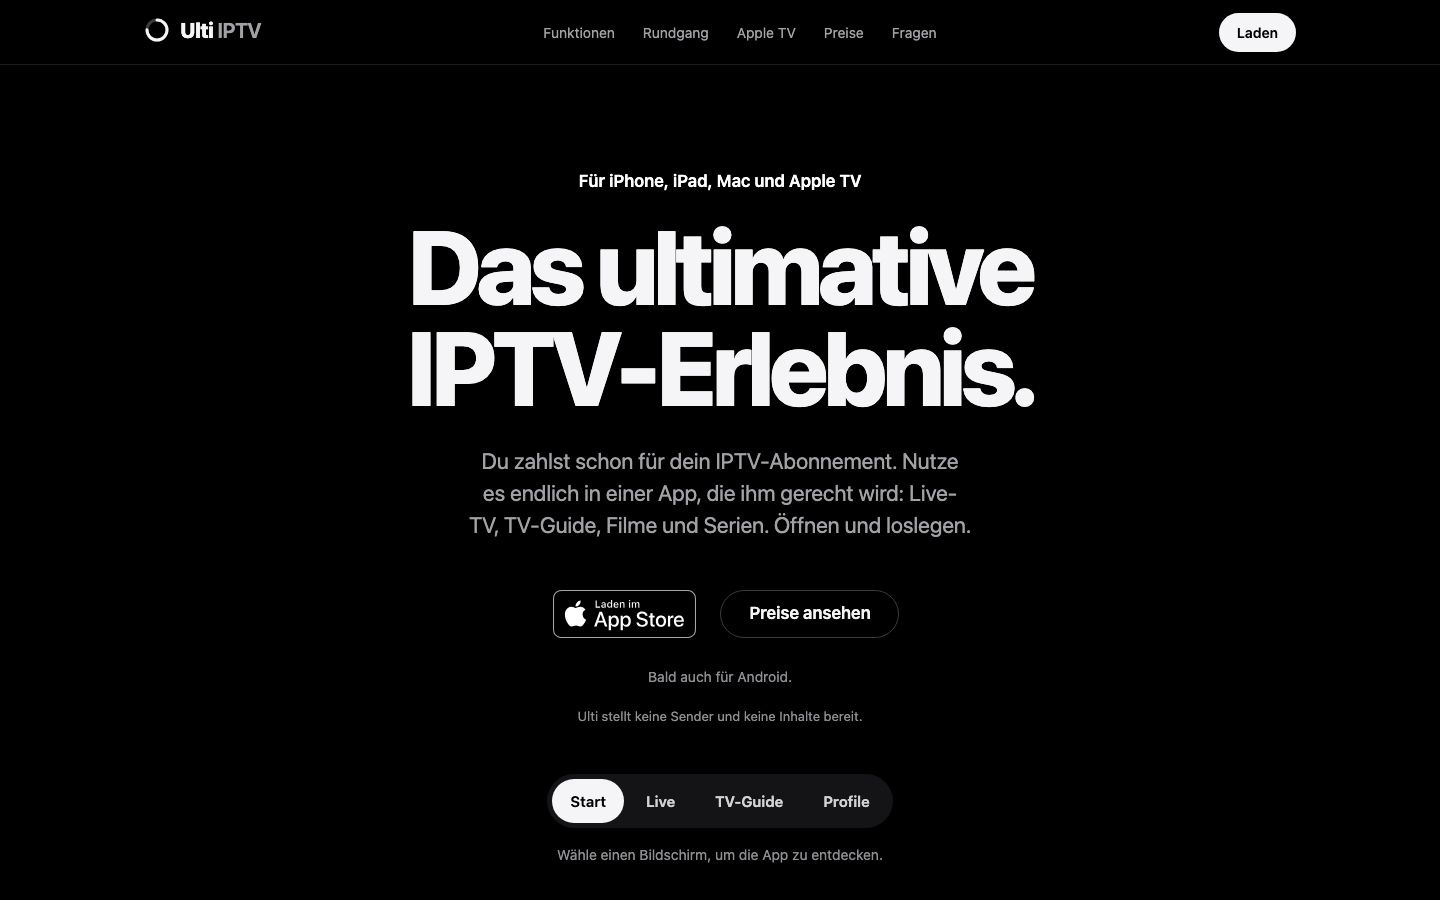 Ulti IPTV
Funktionen
Rundgang
Apple TV
Preise
Fragen
Laden
Für iPhone, iPad, Mac und Apple TV
Das ultimative
IPTV-Erlebnis.
Du zahlst schon für dein IPTV-Abonnement. Nutze
es endlich in einer App, die ihm gerecht wird: Live-
TV, TV-Guide, Filme und Serien. Öffnen und loslegen.
Laden im
App Store
Preise ansehen
Bald auch für Android.
Ulti stellt keine Sender und keine Inhalte bereit.
Start
Live
TV-Guide
Profile
Wähle einen Bildschirm, um die App zu entdecken.